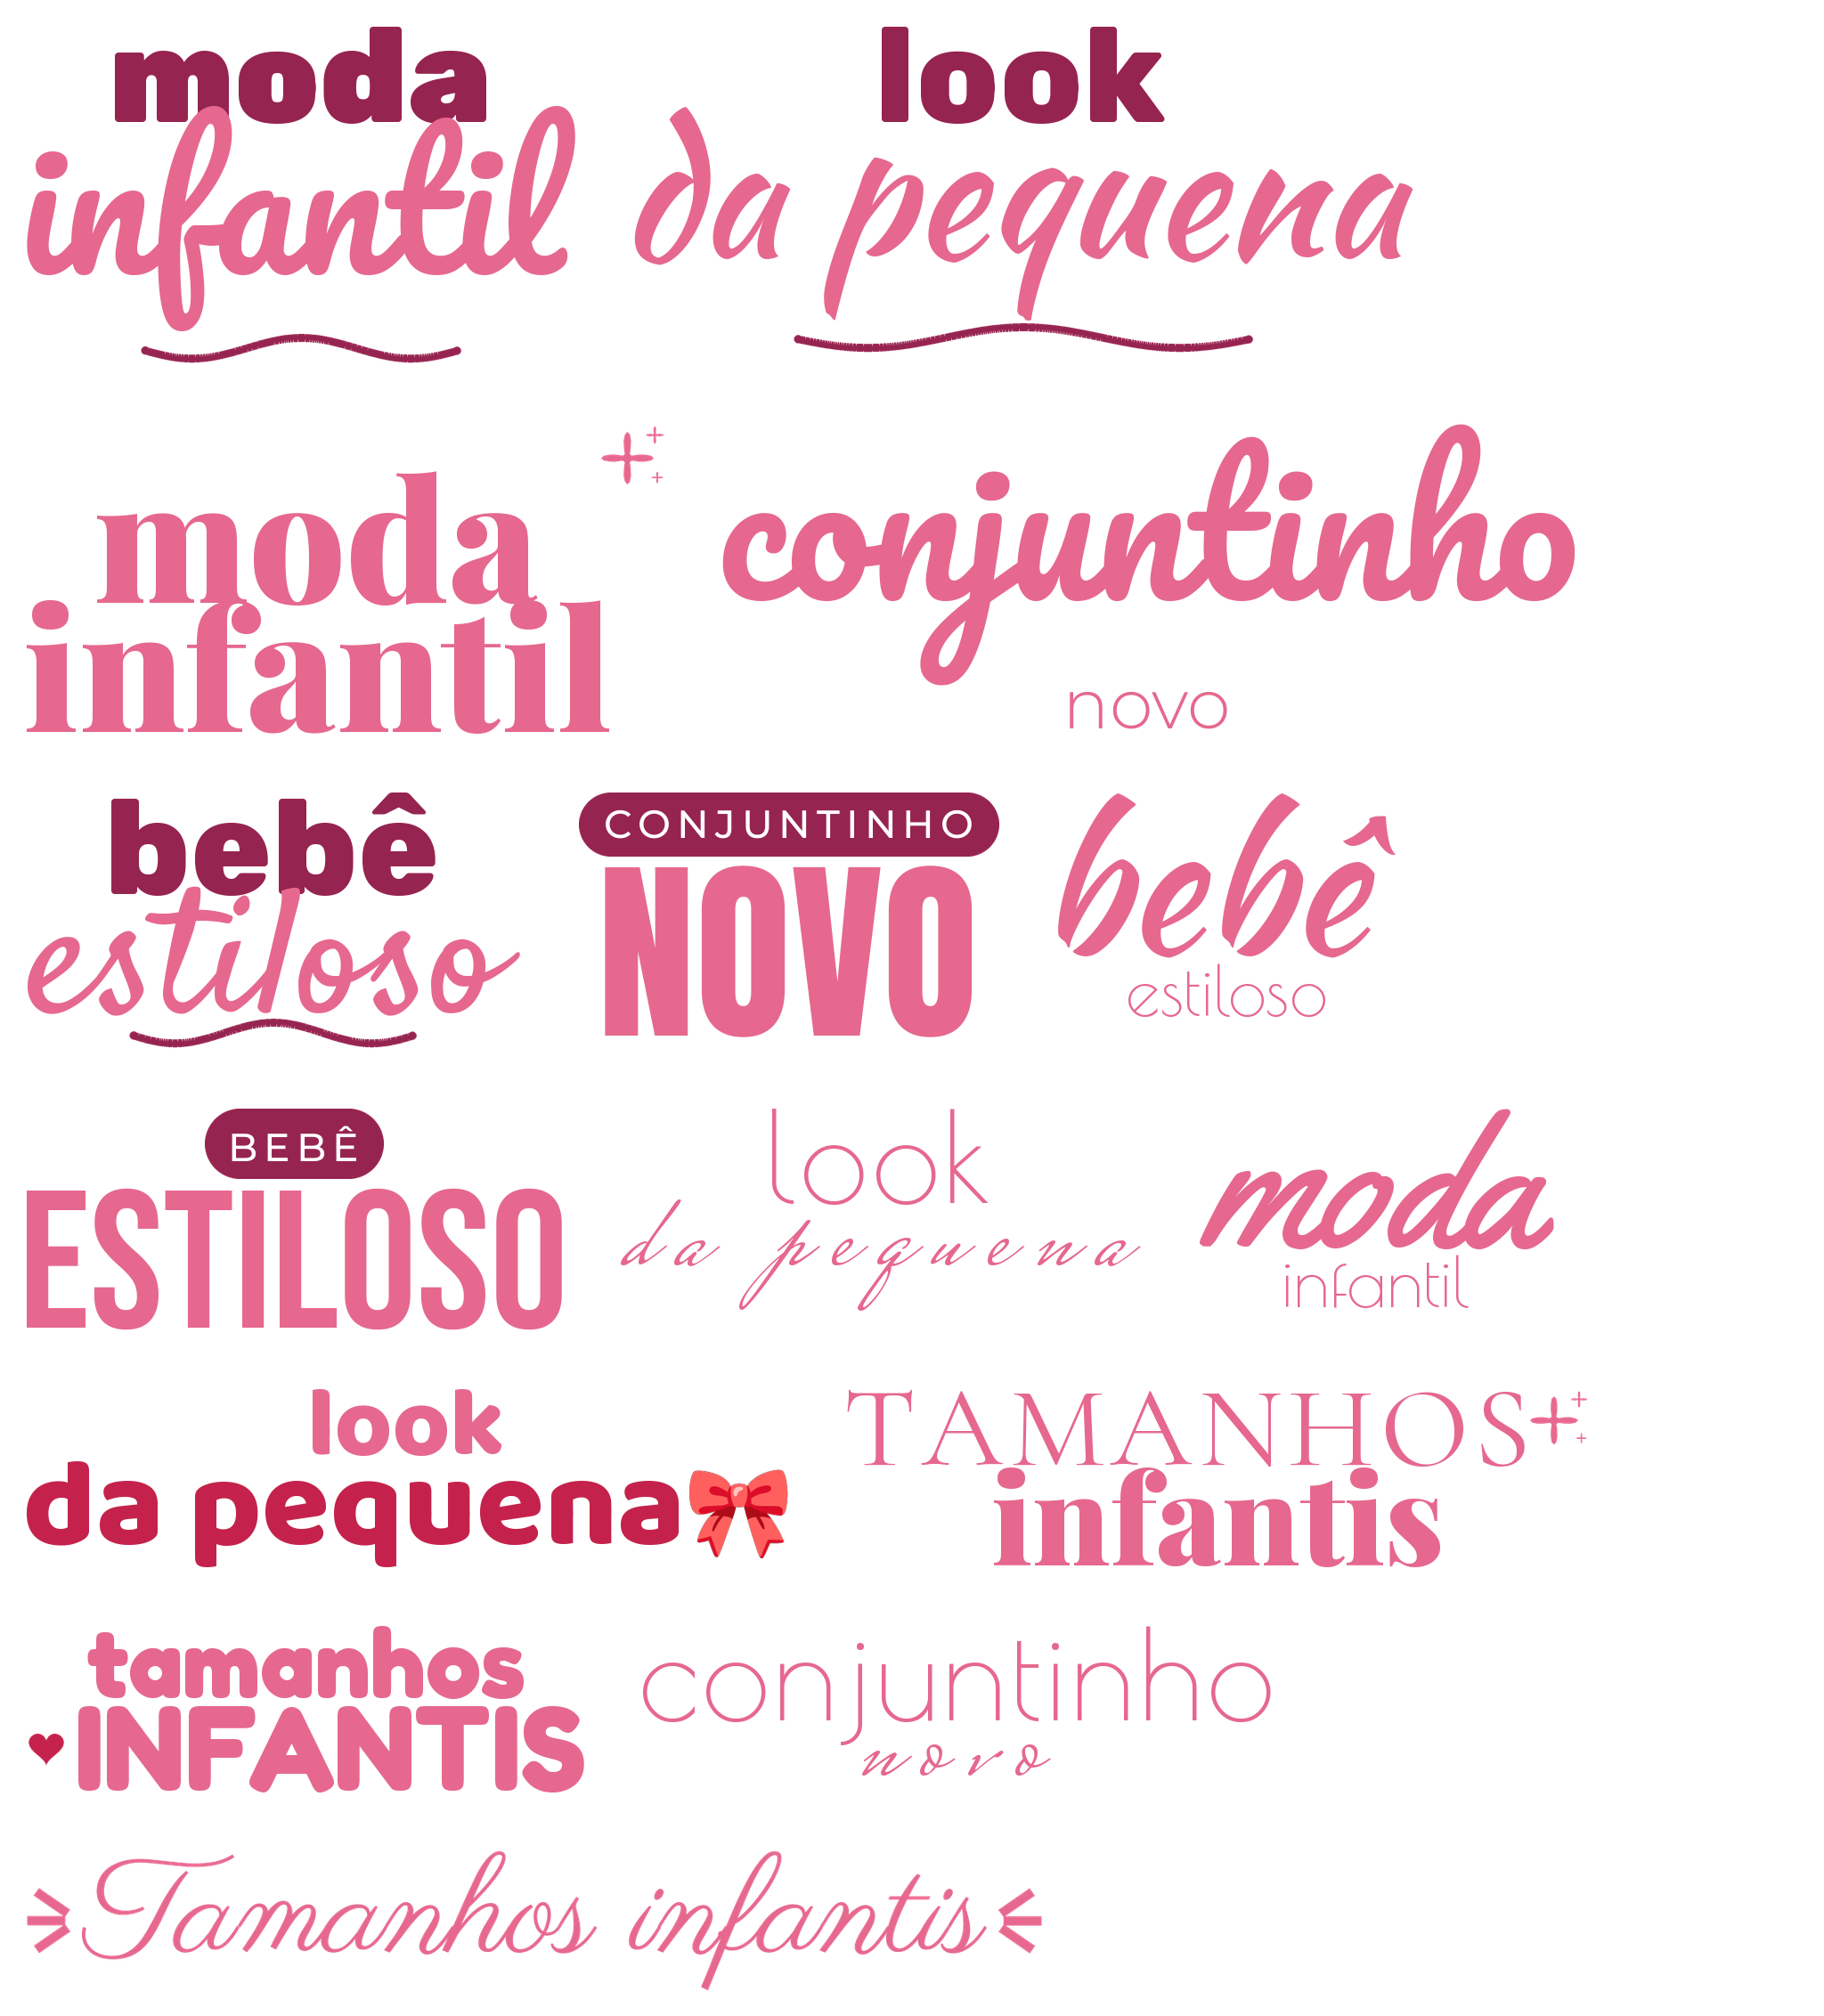 moda
infantil
look
da pequena
moda
infantil
conjuntinho
novo
bebê
estiloso
CONJUNTINHO
NOVO
bebê
estiloso
BEBÊ
ESTILOSO
look
da pequena
moda
infantil
look
da pequena
TAMANHOS
infantis
tamanhos
INFANTIS
conjuntinho
novo
Tamanhos infantis